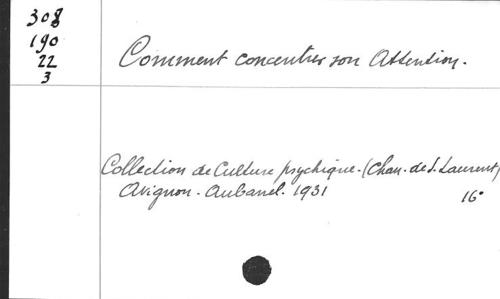 308
190
22
3
Comment concentrer son Attention.
Collection de Culture psychique. (Chan. de S. Laurent)
Avignon. Aubanel. 1931
16°